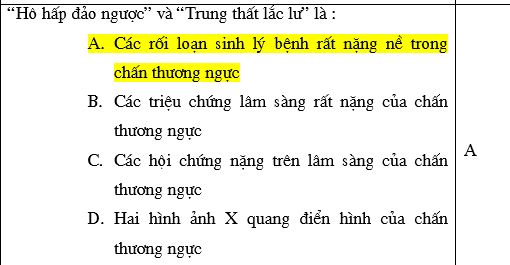 “Hô hấp đảo ngược” và “Trung thất lắc lư” là :
A. Các rối loạn sinh lý bệnh rất nặng nề trong
chấn thương ngực
B. Các triệu chứng lâm sàng rất nặng của chấn
thương ngực
C. Các hội chứng nặng trên lâm sàng của chấn
thương ngực
D. Hai hình ảnh X quang điển hình của chấn
thương ngực
A